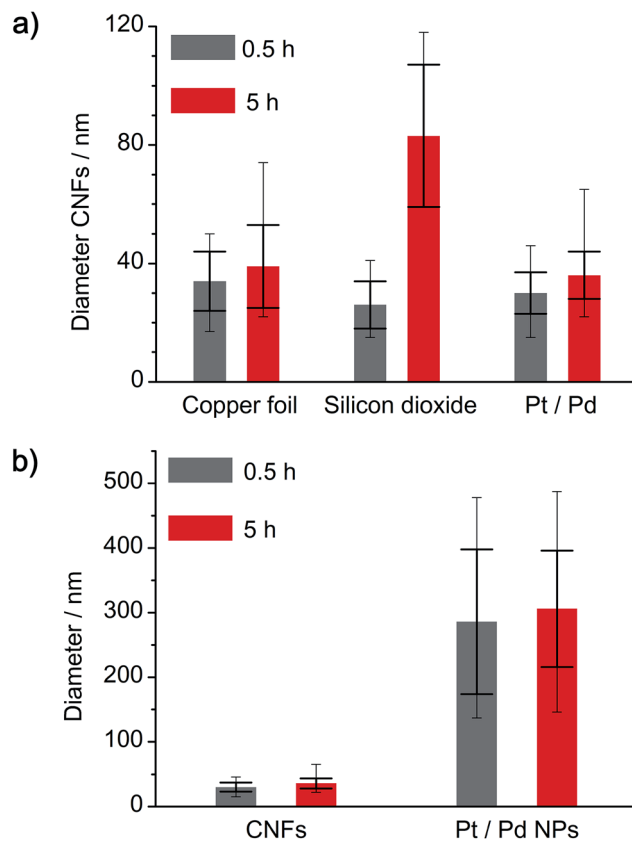 a)
Diameter CNFs / nm
120
80
40
0
0.5 h
5 h
Copper foil Silicon dioxide Pt / Pd
b)
Diameter / nm
500
400
300
200
100
0
0.5 h
5 h
CNFs Pt / Pd NPs